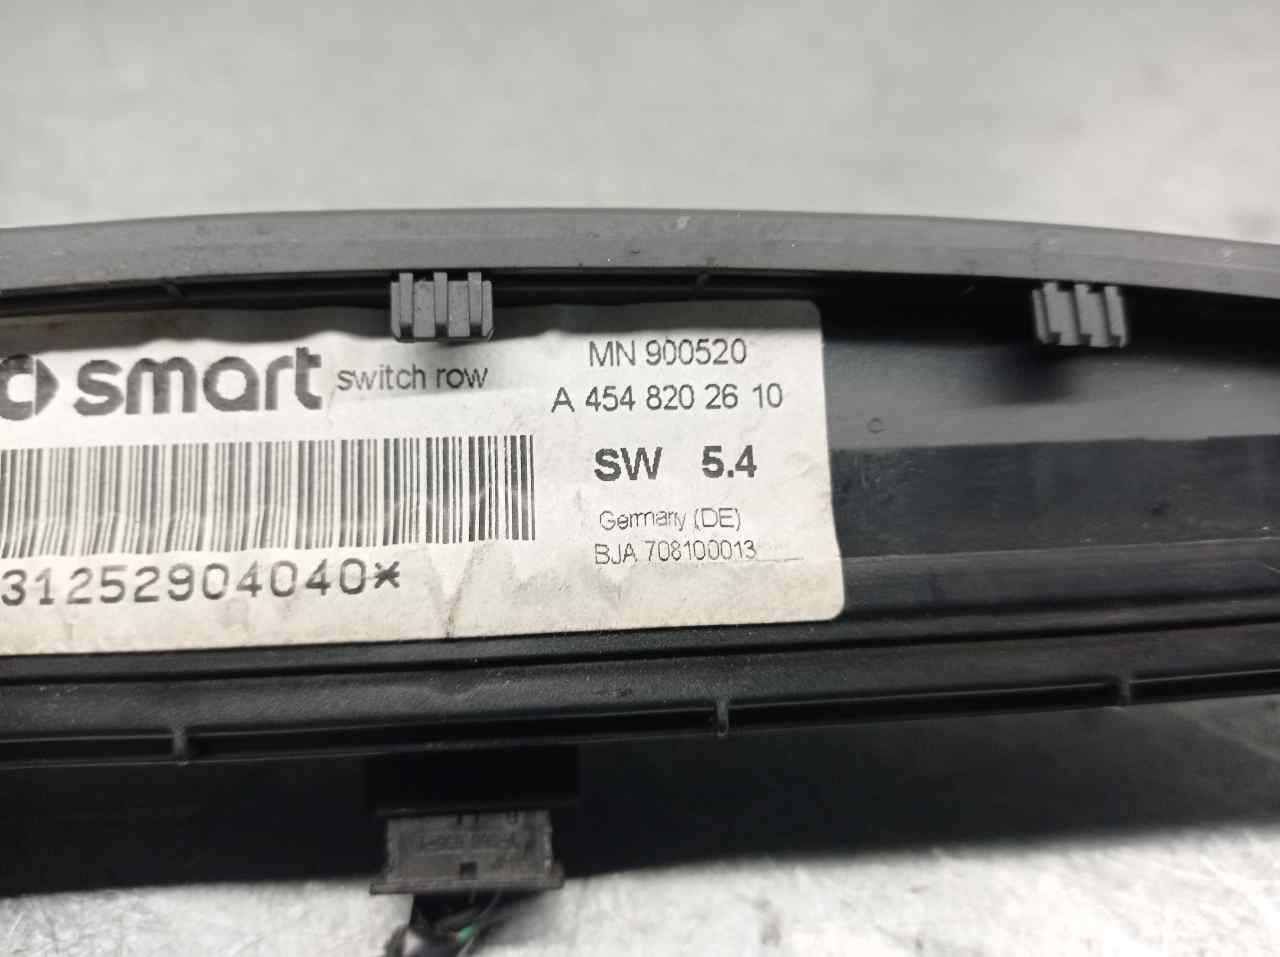 smart switch row
MN 900520
A 454 820 26 10
SW 5.4
Germany (DE)
BJA 708100013
31252904040*